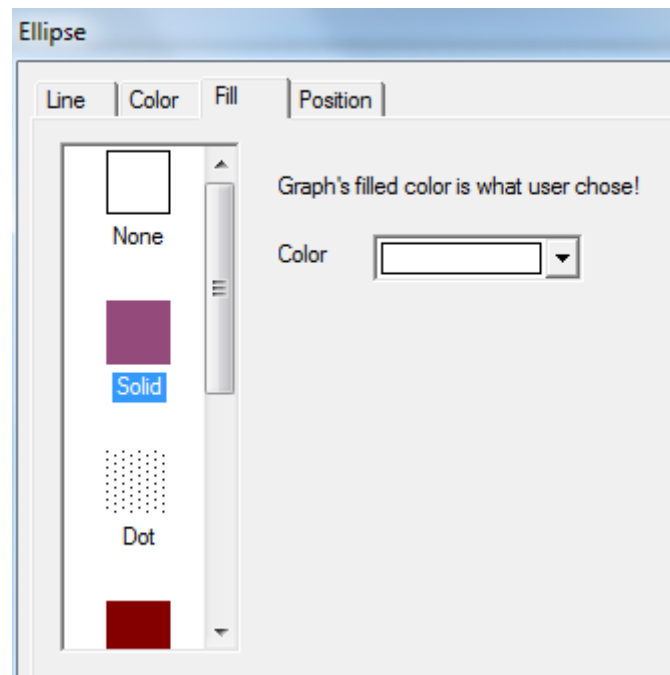 Ellipse
Line Color Fill Position
None
Graph's filled color is what user chose!
Color
Solid
Dot